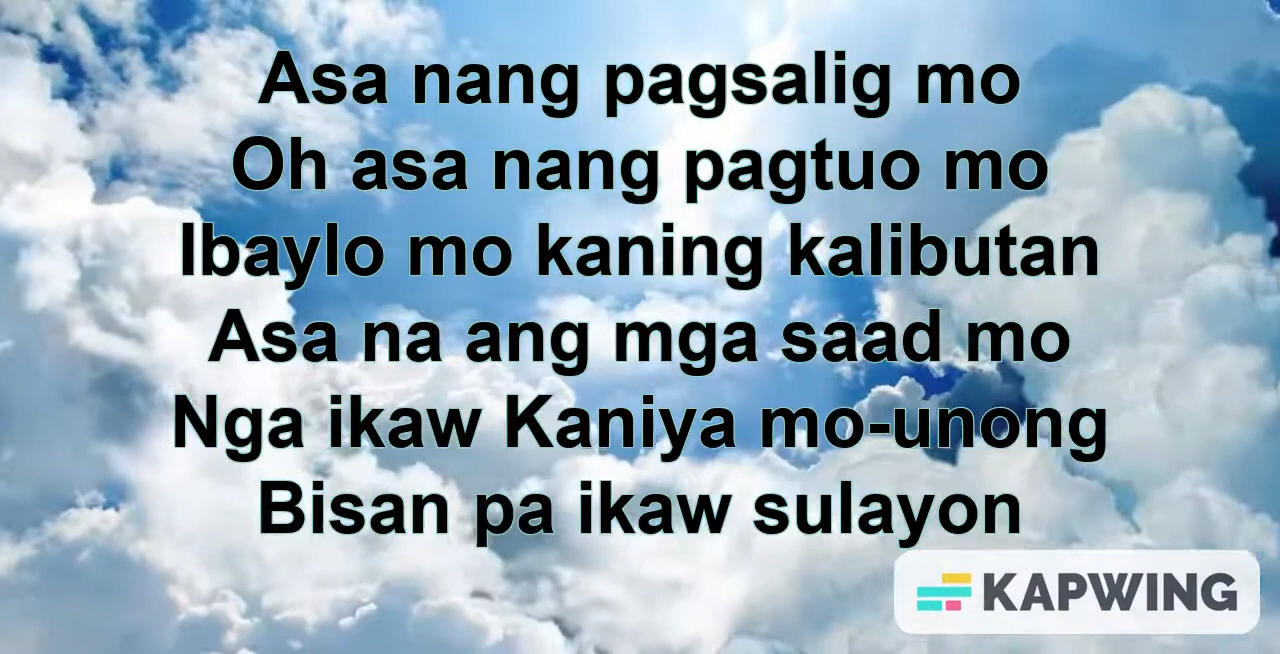 Asa nang pagsalig mo
Oh asa nang pagtuo mo
Ibaylo mo kaning kalibutan
Asa na ang mga saad mo
Nga ikaw Kaniya mo-unong
Bisan pa ikaw sulayon
KAPWING